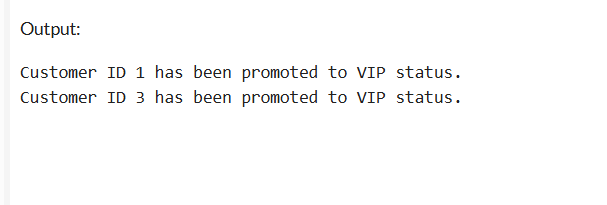 Output:
Customer ID 1 has been promoted to VIP status.
Customer ID 3 has been promoted to VIP status.